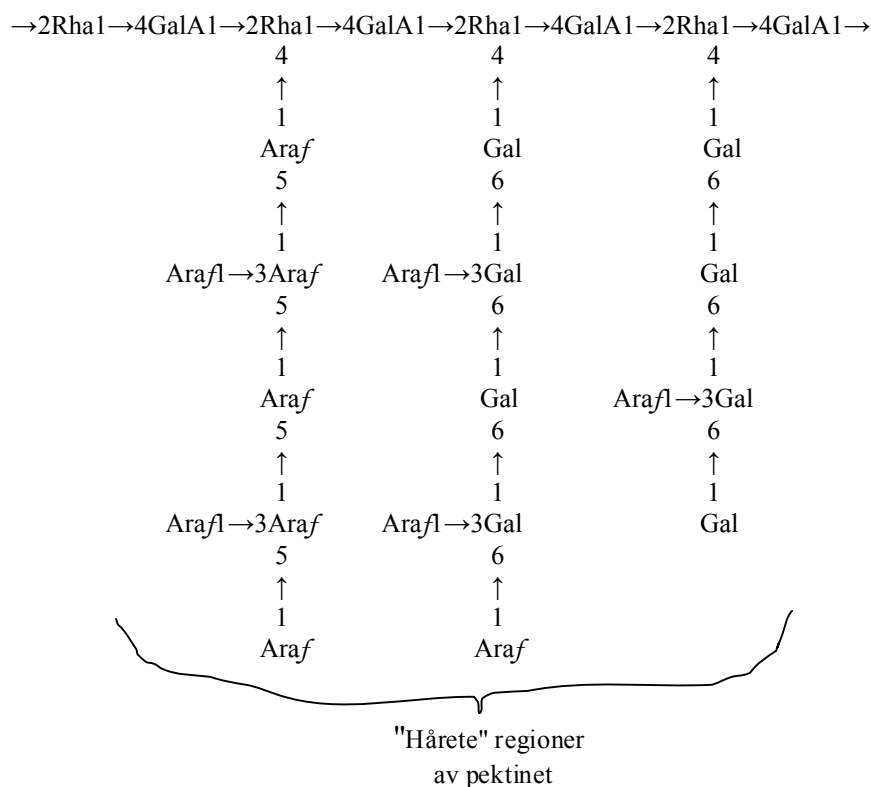 →2Rha1→4GalA1→2Rha1→4GalA1→2Rha1→4GalA1→2Rha1→4GalA1→
4 4 4
↑ ↑ ↑
1 1 1
Araf Gal Gal
5 6 6
↑ ↑ ↑
1 1 1
Araf1→3Araf Araf1→3Gal Gal
5 6 6
↑ ↑ ↑
1 1 1
Araf Gal Araf1→3Gal
5 6 6
↑ ↑ ↑
1 1 1
Araf1→3Araf Araf1→3Gal Gal
5 6
↑ ↑
1 1
Araf Araf
"Hårete" regioner
av pektinet